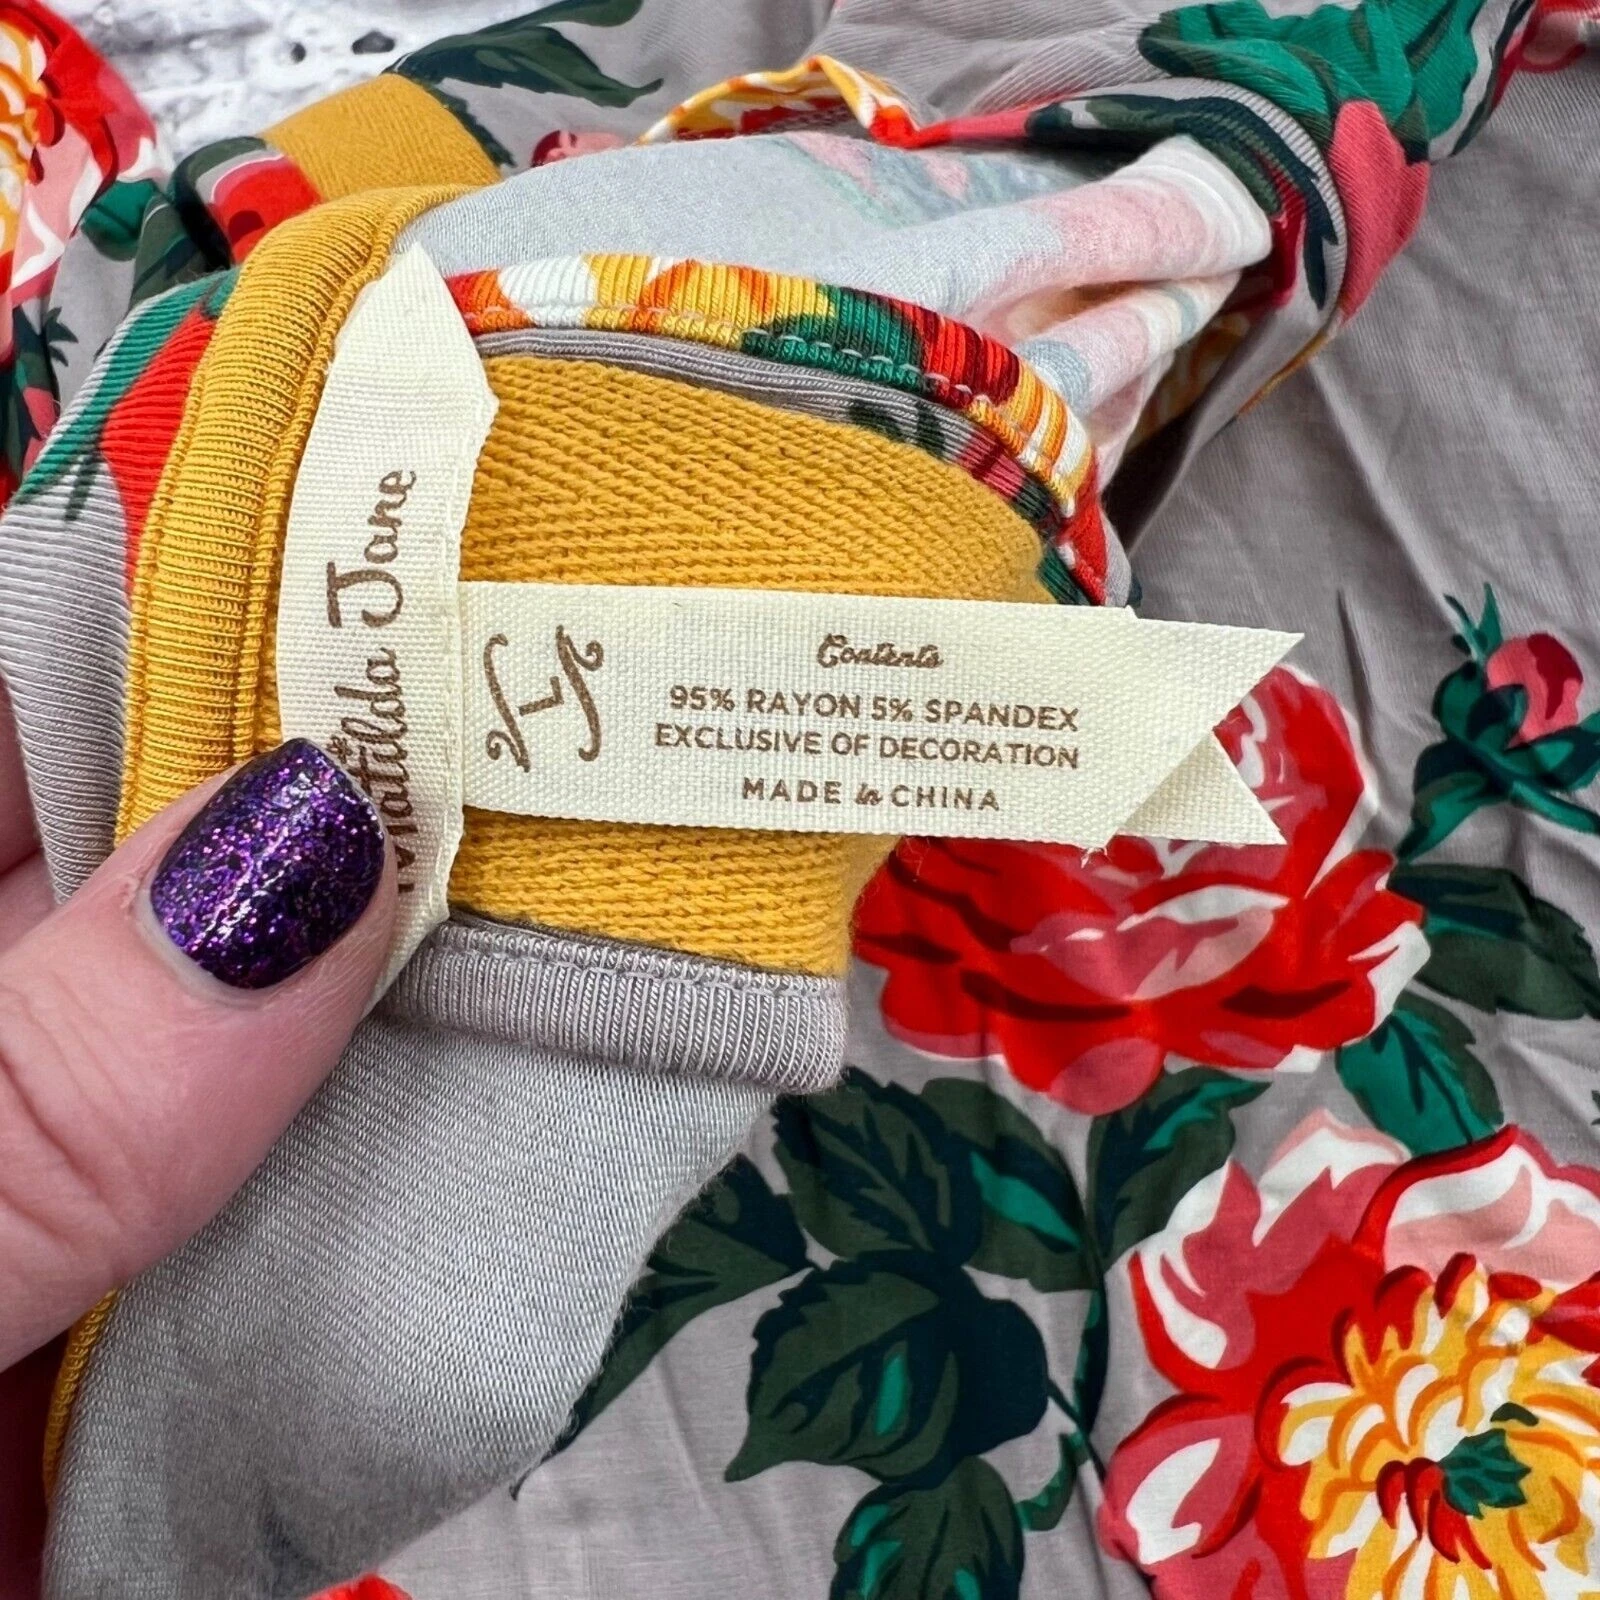 Matilda Jane
L
Contents
95% RAYON 5% SPANDEX
EXCLUSIVE OF DECORATION
MADE in CHINA